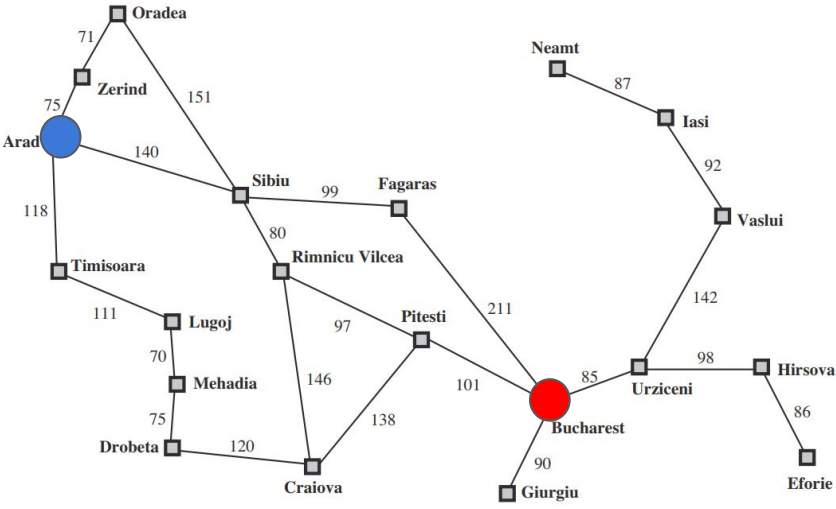 Oradea
71
Neamt
87
Zerind
151
75
Iasi
Arad
140
92
Sibiu
99
Fagaras
118
Vaslui
80
Timisoara
Rimnicu Vilcea
142
111
211
Lugoj
97
Pitesti
70
98
Hirsova
146
101
85
Mehadia
Urziceni
75
138
86
Bucharest
Drobeta
120
90
Craiova
Giurgiu
Eforie